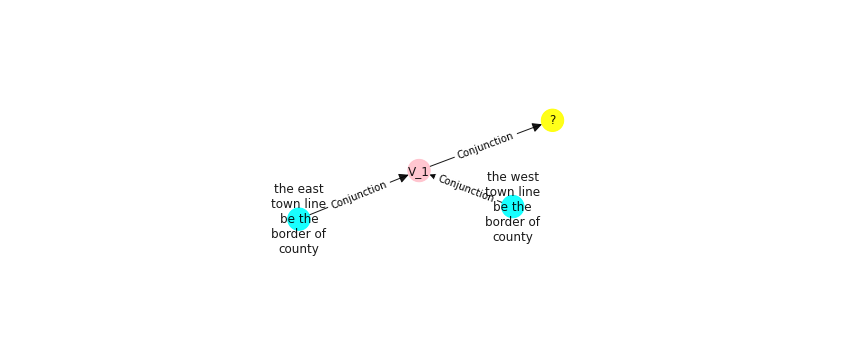 ?
Conjunction
V_1
Conjunction
the west
town line
be the
border of
county
Conjunction
the east
town line
be the
border of
county